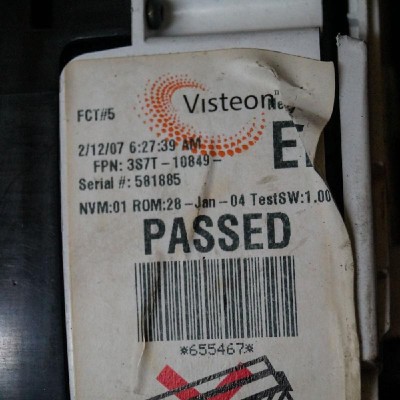 FCT#5
Visteon
2/12/07 6:27:39 AM
FPN: 3S7T-10849-
Serial #: 581885
NVM:01 ROM:28-Jan-04 TestSW:1.00
PASSED
*655467*